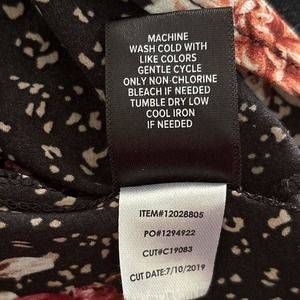 MACHINE
WASH COLD WITH
LIKE COLORS
GENTLE CYCLE
ONLY NON-CHLORINE
BLEACH IF NEEDED
TUMBLE DRY LOW
COOL IRON
IF NEEDED
ITEM#12028805
PO#1294922
CUT#C19083
CUT DATE:7/10/2019